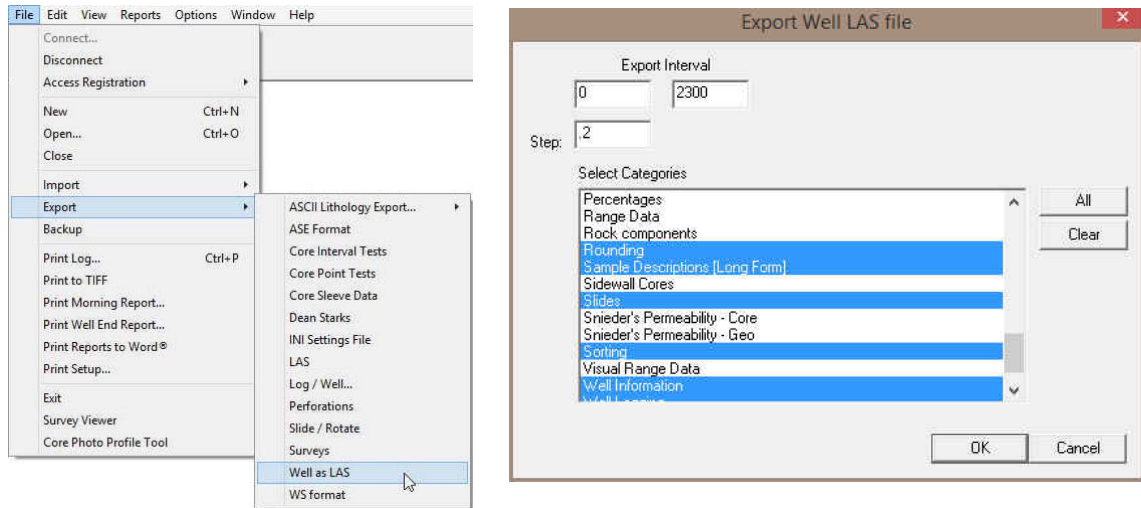 File Edit View Reports Options Window Help
Connect...
Disconnect
Access Registration
New Ctrl+N
Open... Ctrl+O
Close
Import
Export
Backup
Print Log... Ctrl+P
Print to TIFF
Print Morning Report...
Print Well End Report...
Print Reports to Word®
Print Setup...
Exit
Survey Viewer
Core Photo Profile Tool
ASCII Lithology Export...
ASE Format
Core Interval Tests
Core Point Tests
Core Sleeve Data
Dean Starks
INI Settings File
LAS
Log / Well...
Perforations
Slide / Rotate
Surveys
Well as LAS
WS format
Export Well LAS file
Export Interval
0 2300
Step: .2
Select Categories
Percentages
Range Data
Rock components
Rounding
Sample Descriptions [Long Form]
Sidewall Cores
Slides
Snieder's Permeability - Core
Snieder's Permeability - Geo
Sorting
Visual Range Data
Well Information
Well Logging
All
Clear
OK Cancel